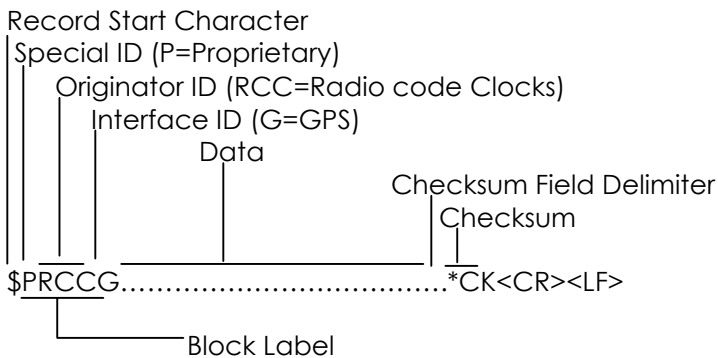 Record Start Character
Special ID (P=Proprietary)
Originator ID (RCC=Radio code Clocks)
Interface ID (G=GPS)
Data
Checksum Field Delimiter
Checksum
$PRCCG.......................................*CK<CR><LF>
Block Label